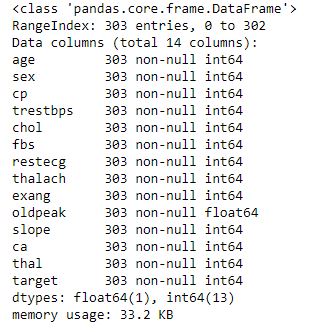 <class 'pandas.core.frame.DataFrame'>
RangeIndex: 303 entries, 0 to 302
Data columns (total 14 columns):
age 303 non-null int64
sex 303 non-null int64
cp 303 non-null int64
trestbps 303 non-null int64
chol 303 non-null int64
fbs 303 non-null int64
restecg 303 non-null int64
thalach 303 non-null int64
exang 303 non-null int64
oldpeak 303 non-null float64
slope 303 non-null int64
ca 303 non-null int64
thal 303 non-null int64
target 303 non-null int64
dtypes: float64(1), int64(13)
memory usage: 33.2 KB